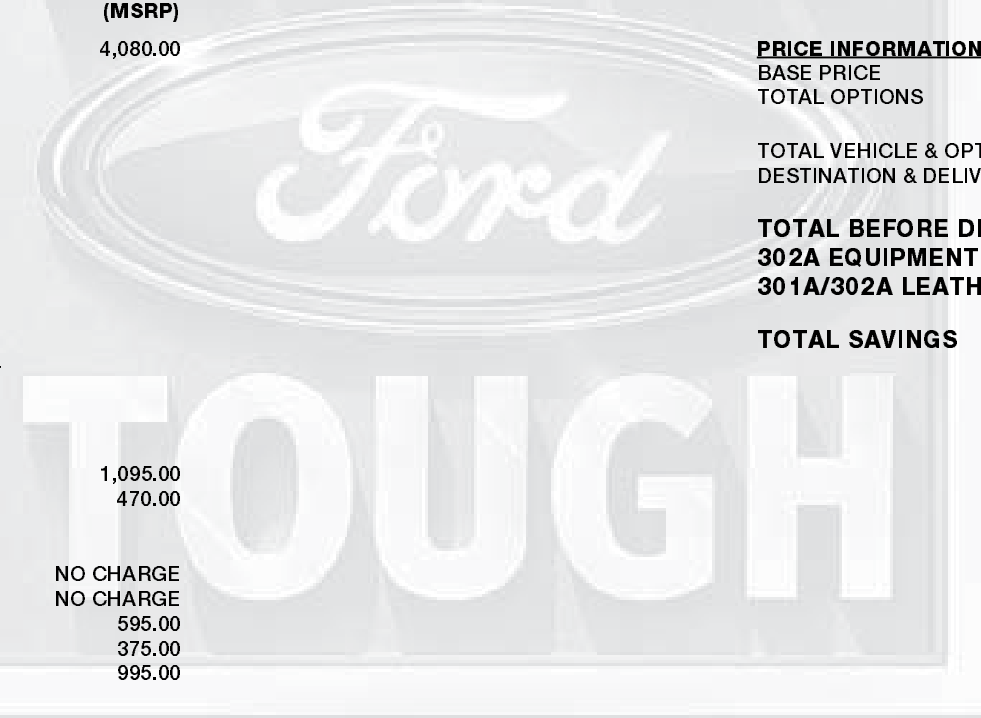 (MSRP)
4,080.00
1,095.00
470.00
NO CHARGE
NO CHARGE
595.00
375.00
995.00
Ford
TOUGH
PRICE INFORMATION
BASE PRICE
TOTAL OPTIONS
TOTAL VEHICLE & OPT
DESTINATION & DELIV
TOTAL BEFORE DI
302A EQUIPMENT
301A/302A LEATH
TOTAL SAVINGS